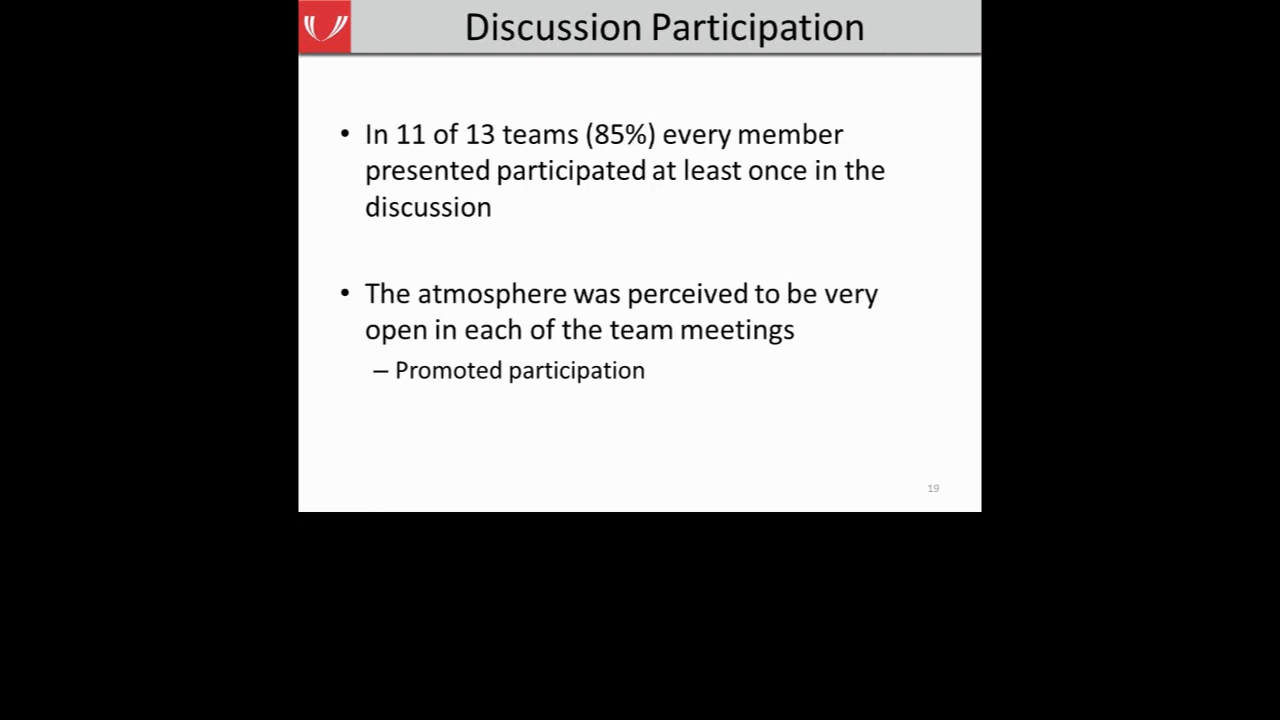 Discussion Participation
• In 11 of 13 teams (85%) every member
presented participated at least once in the
discussion
• The atmosphere was perceived to be very
open in each of the team meetings
– Promoted participation
19